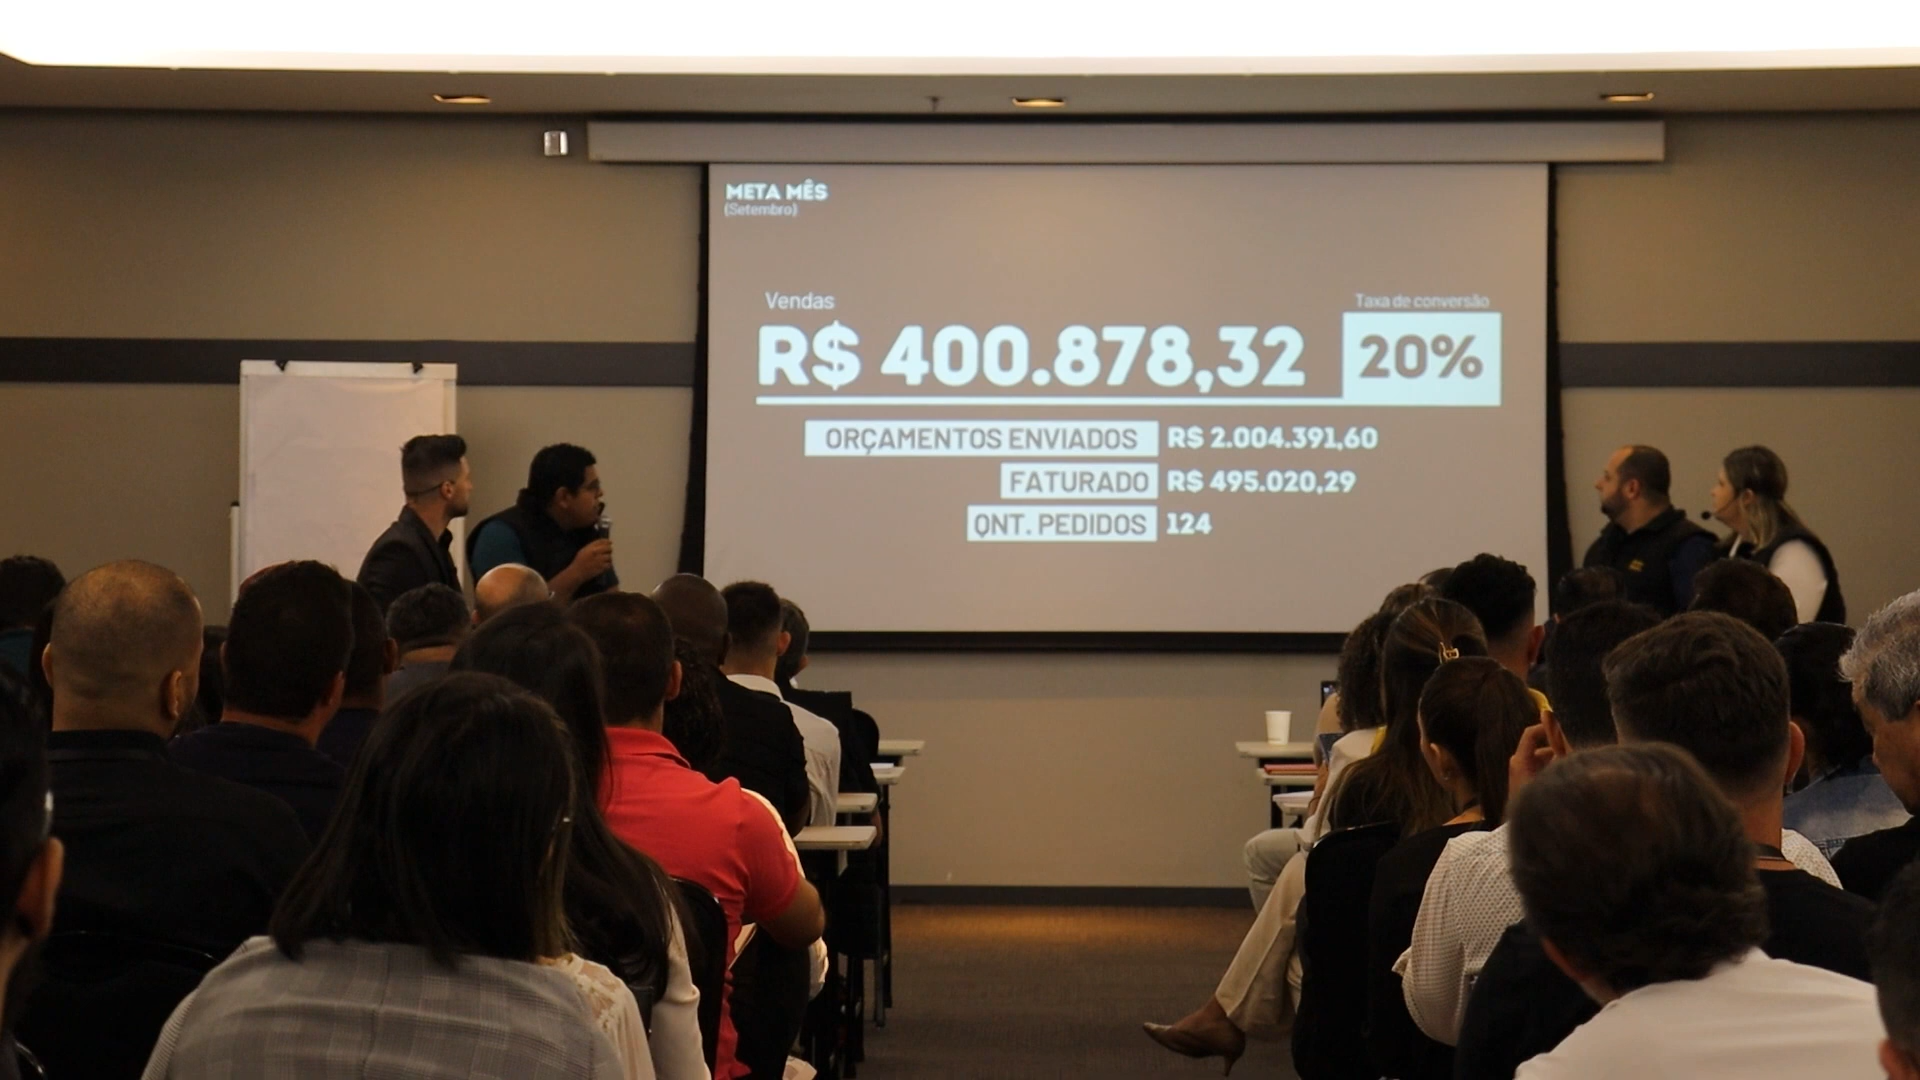 META MÊS
(Setembro)
Vendas
Taxa de conversão
R$ 400.878,32
20%
ORÇAMENTOS ENVIADOS R$ 2.004.391,60
FATURADO R$ 495.020,29
QNT. PEDIDOS 124